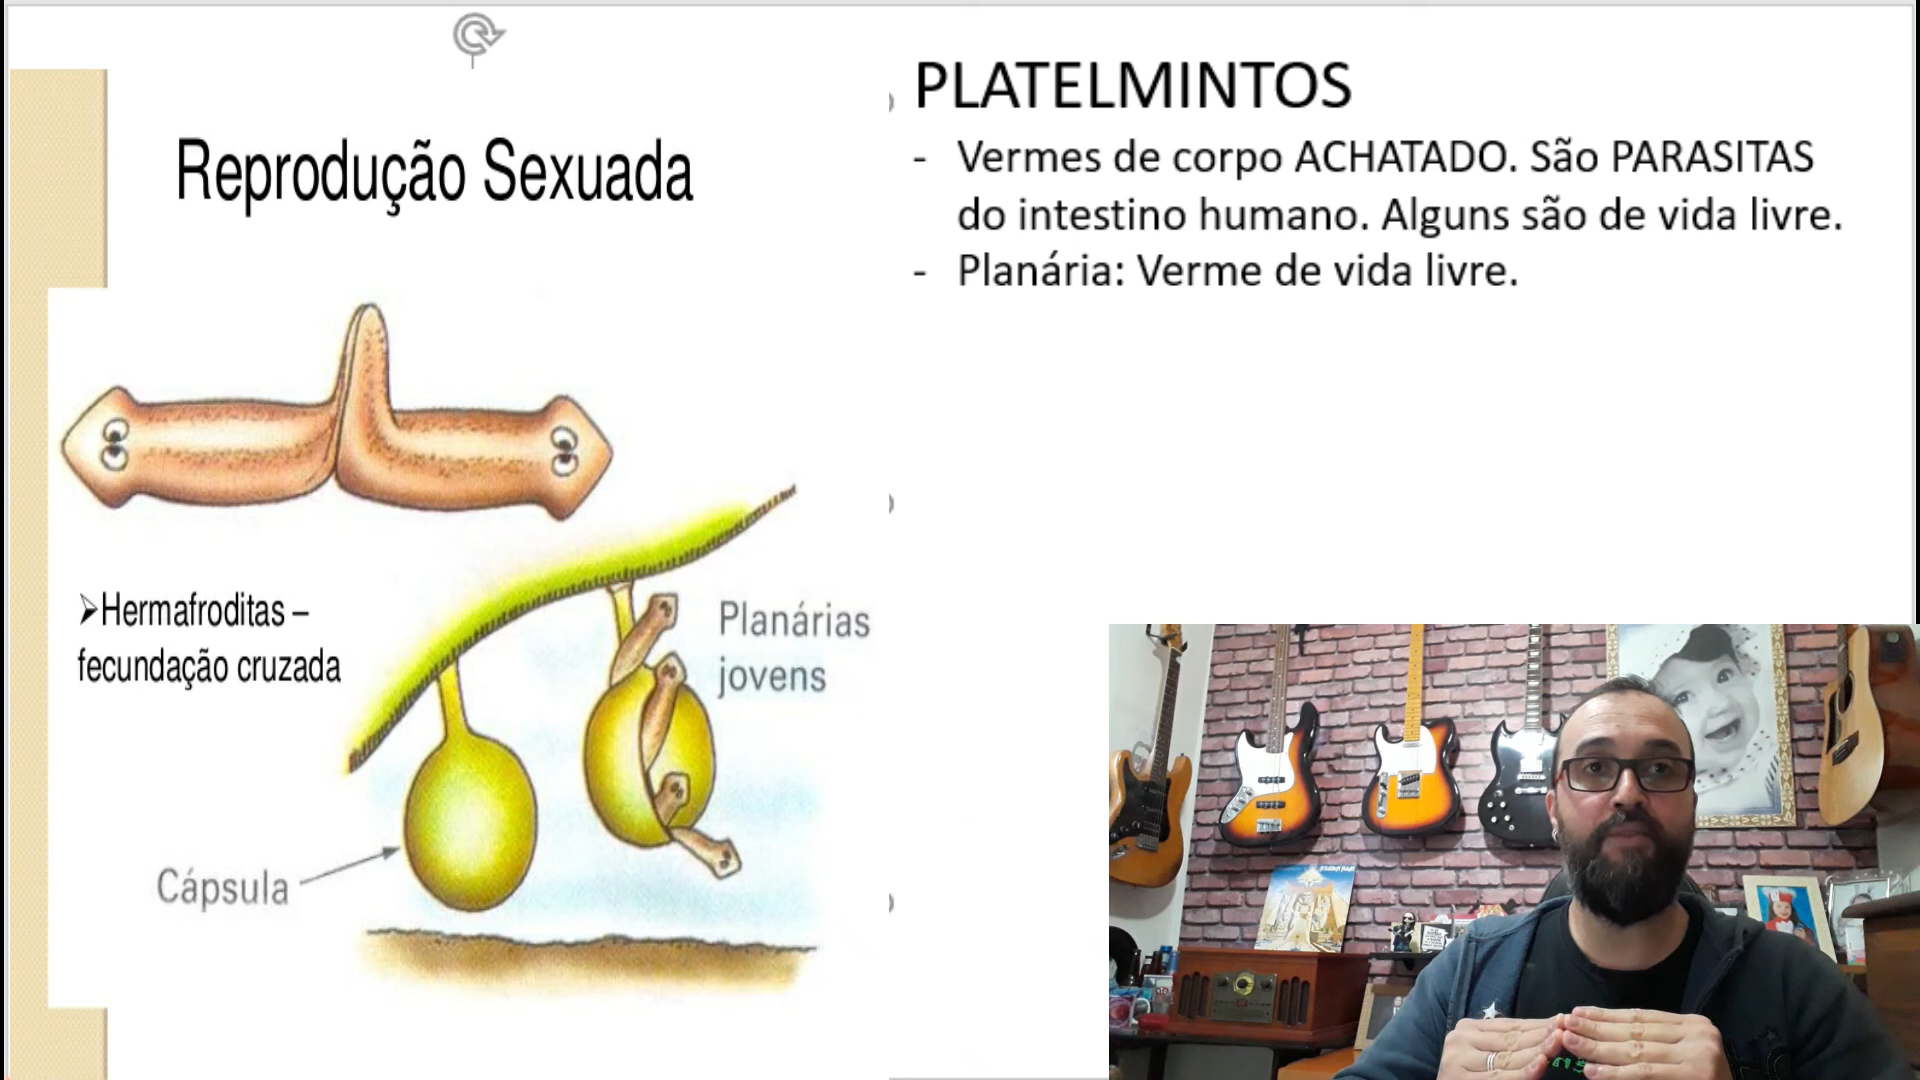 Reprodução Sexuada
➢Hermafroditas –
fecundação cruzada
Planárias
jovens
Cápsula
PLATELMINTOS
- Vermes de corpo ACHATADO. São PARASITAS
do intestino humano. Alguns são de vida livre.
- Planária: Verme de vida livre.